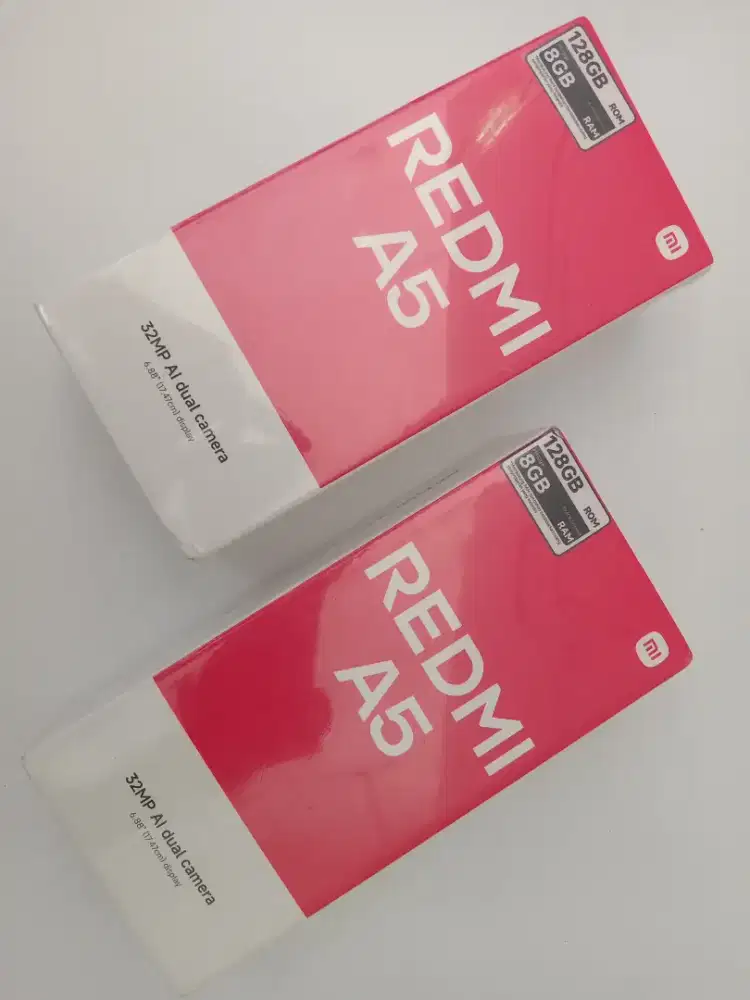 128GB
ROM
8GB
RAM
REDMI
A5
mi
32MP AI dual camera
6.88" (17.47cm) display
128GB
ROM
8GB
RAM
REDMI
A5
mi
32MP AI dual camera
6.88" (17.47cm) display